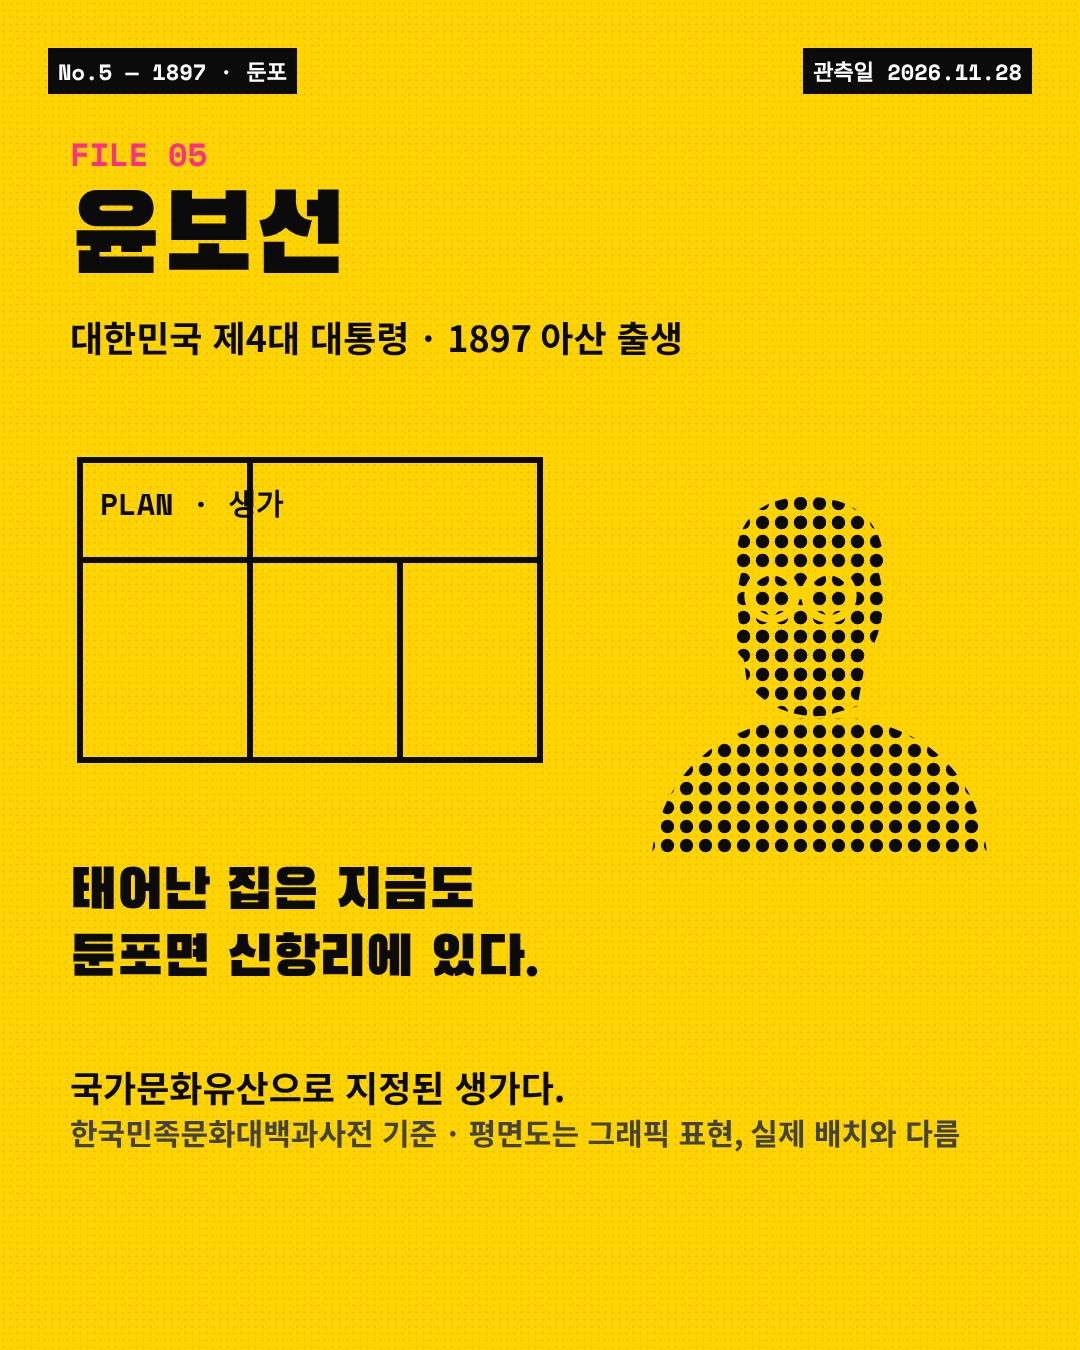 No.5 — 1897 · 둔포
관측일 2026.11.28
FILE 05
윤보선
대한민국 제4대 대통령 · 1897 아산 출생
PLAN · 생가
태어난 집은 지금도
둔포면 신항리에 있다.
국가문화유산으로 지정된 생가다.
한국민족문화대백과사전 기준 · 평면도는 그래픽 표현, 실제 배치와 다름